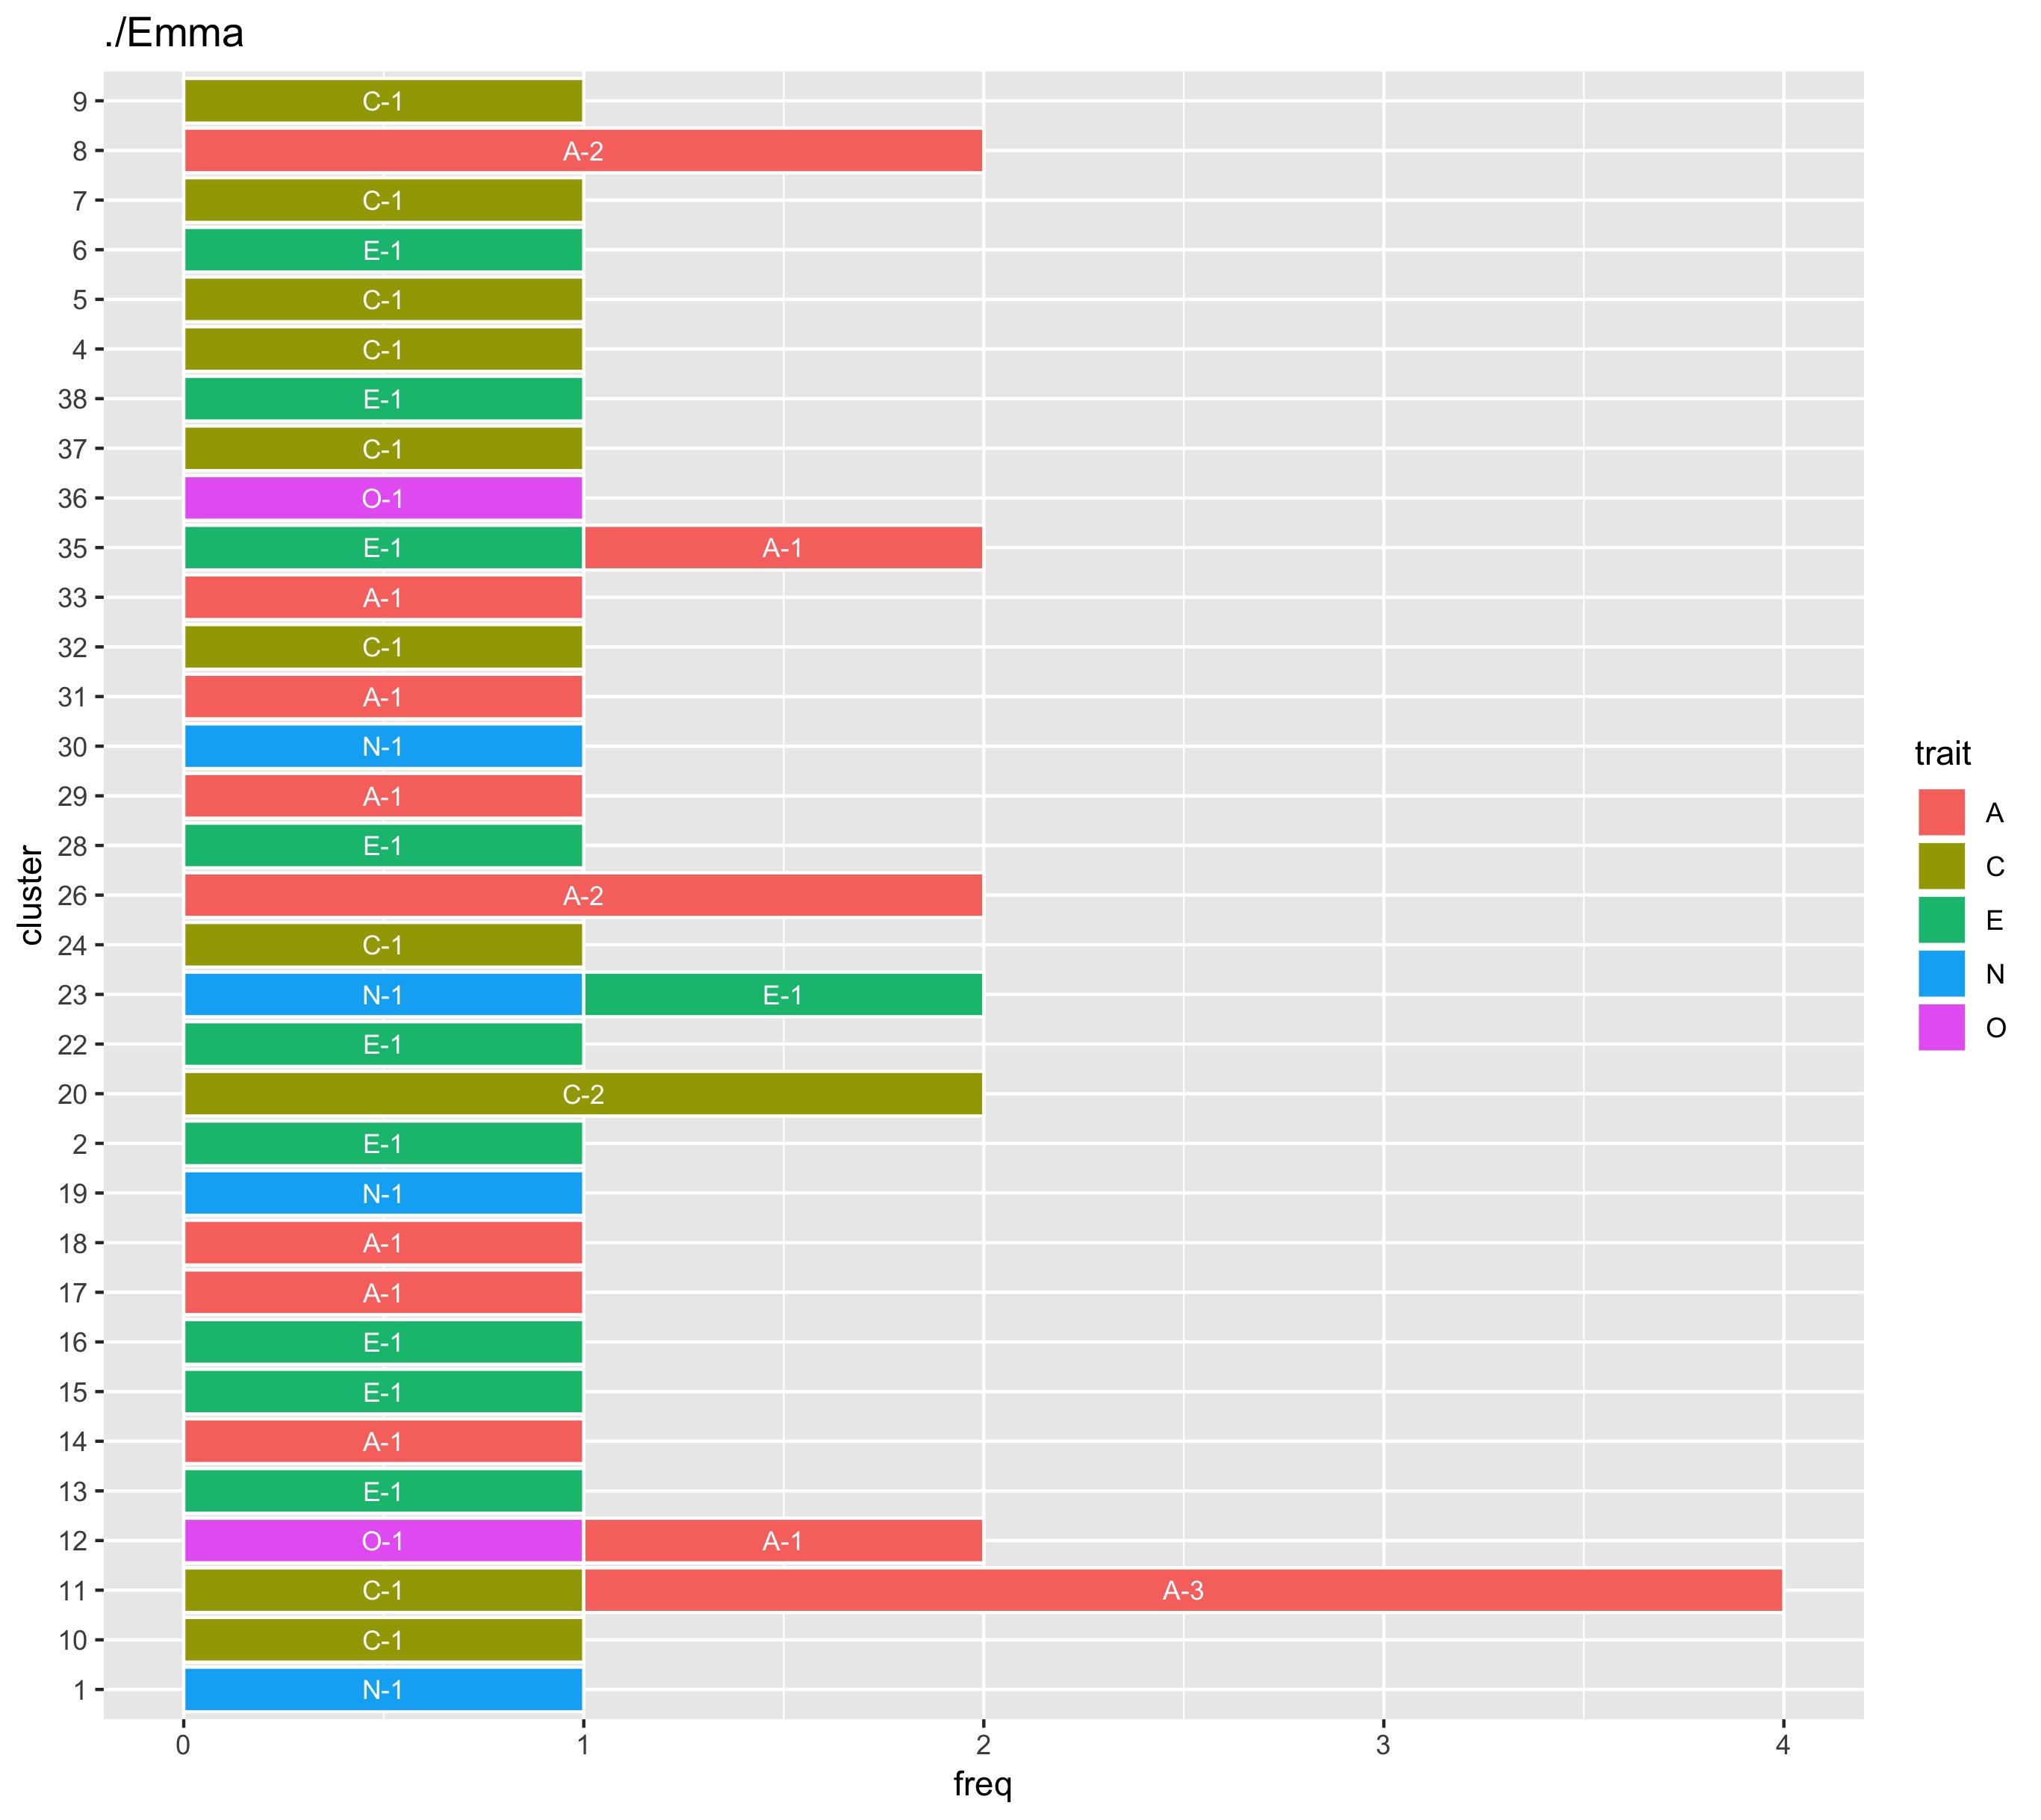 ./Emma
9 C-1
8 A-2
7 C-1
6 E-1
5 C-1
4 C-1
38 E-1
37 C-1
36 O-1
35 E-1 A-1
33 A-1
32 C-1
31 A-1
30 N-1
29 A-1
28 E-1
26 A-2
24 C-1
23 N-1 E-1
22 E-1
20 C-2
2 E-1
19 N-1
18 A-1
17 A-1
16 E-1
15 E-1
14 A-1
13 E-1
12 O-1 A-1
11 C-1 A-3
10 C-1
1 N-1
0 1 2 3 4
freq
cluster
trait
A
C
E
N
O